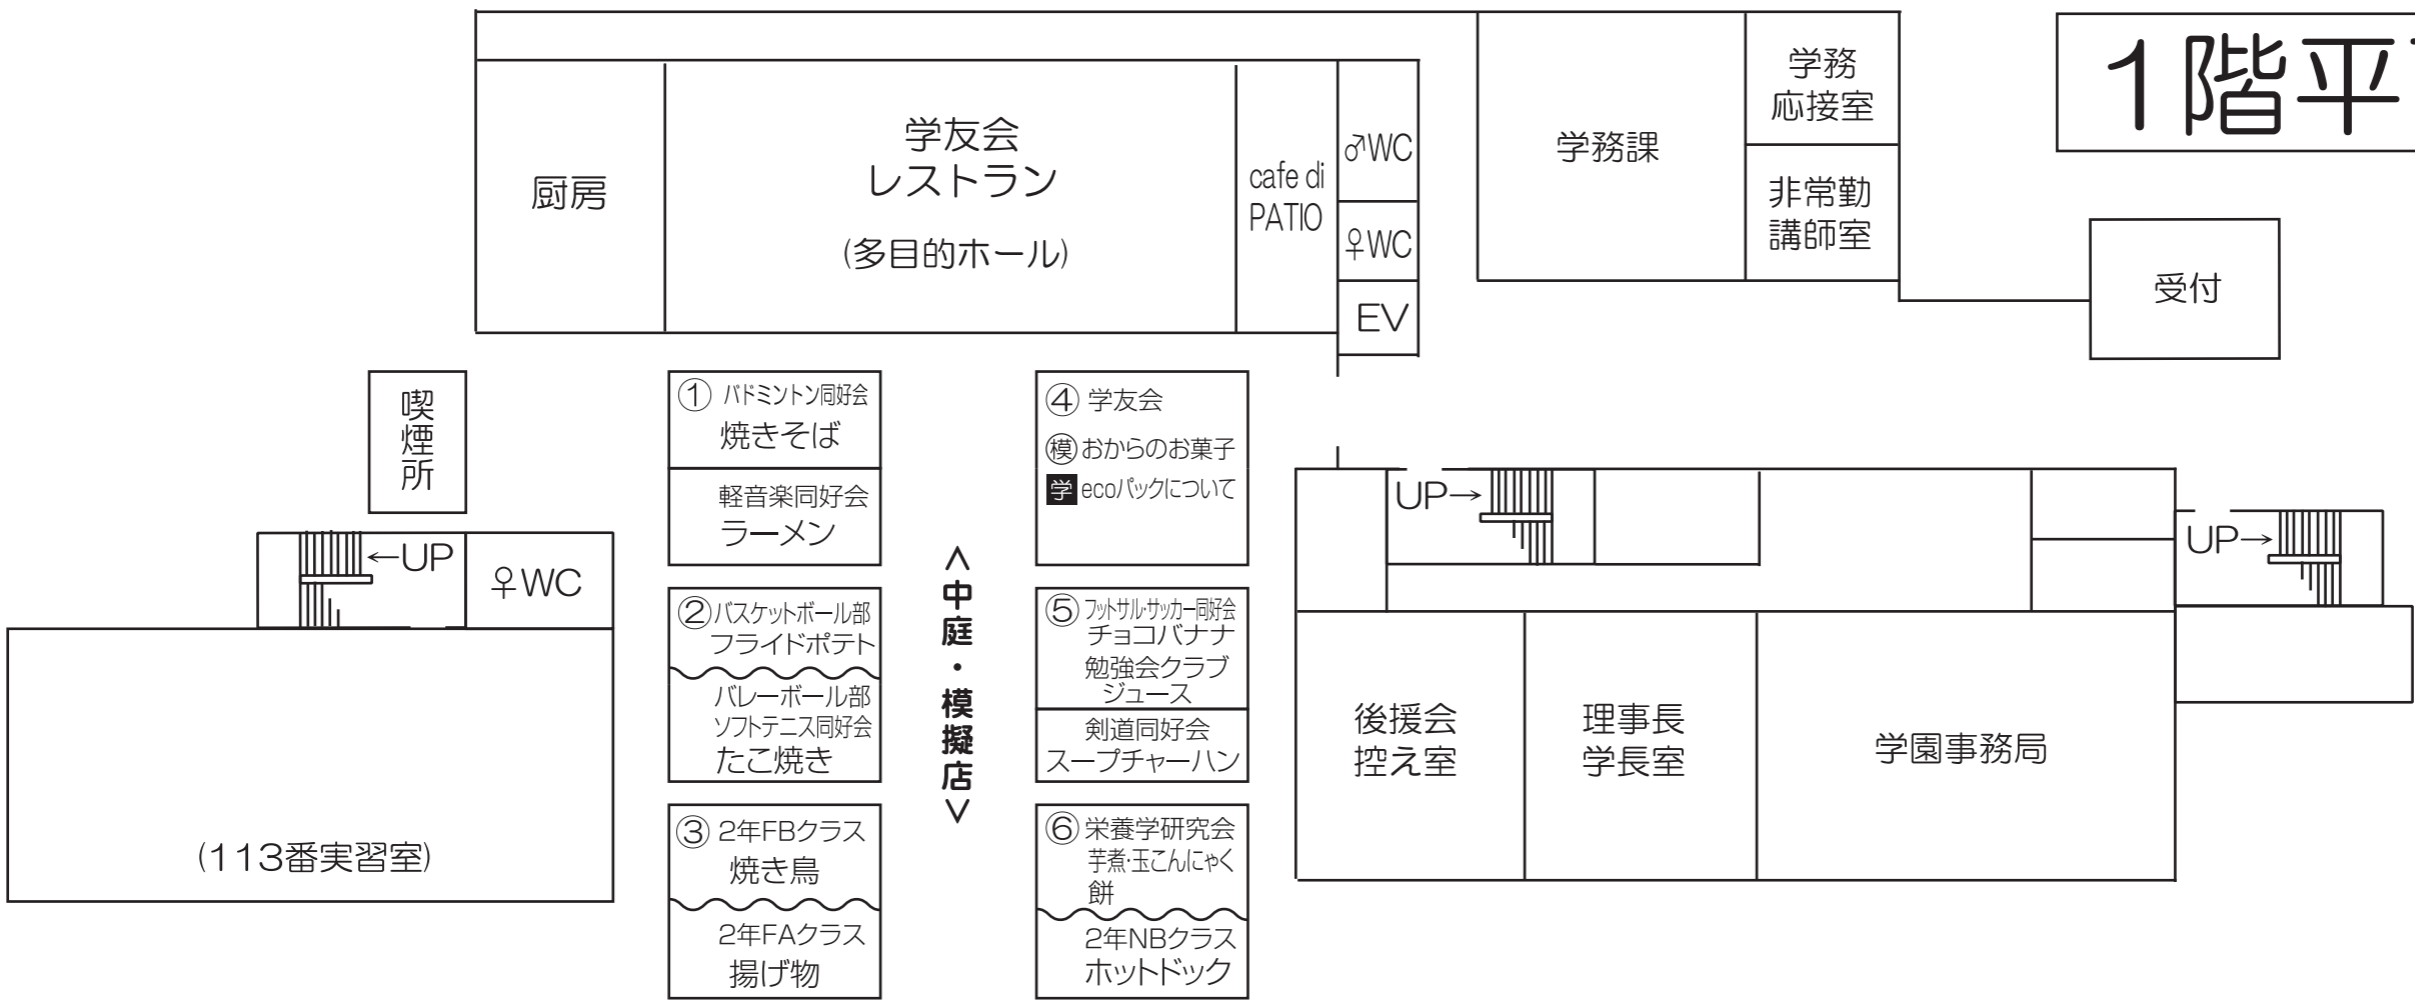 1階平
厨房
学友会
レストラン
(多目的ホール)
cafe di
PATIO
♂WC
♀WC
EV
学務課
学務
応接室
非常勤
講師室
受付
喫煙所
←UP
♀WC
(113番実習室)
① バドミントン同好会
焼きそば
軽音楽同好会
ラーメン
② バスケットボール部
フライドポテト
バレーボール部
ソフトテニス同好会
たこ焼き
③ 2年FBクラス
焼き鳥
2年FAクラス
揚げ物
<中庭・模擬店>
④ 学友会
模 おからのお菓子
学 ecoパックについて
⑤ フットサル・サッカー同好会
チョコバナナ
勉強会クラブ
ジュース
剣道同好会
スープチャーハン
⑥ 栄養学研究会
芋煮・玉こんにゃく
餅
2年NBクラス
ホットドック
UP→
UP→
後援会
控え室
理事長
学長室
学園事務局